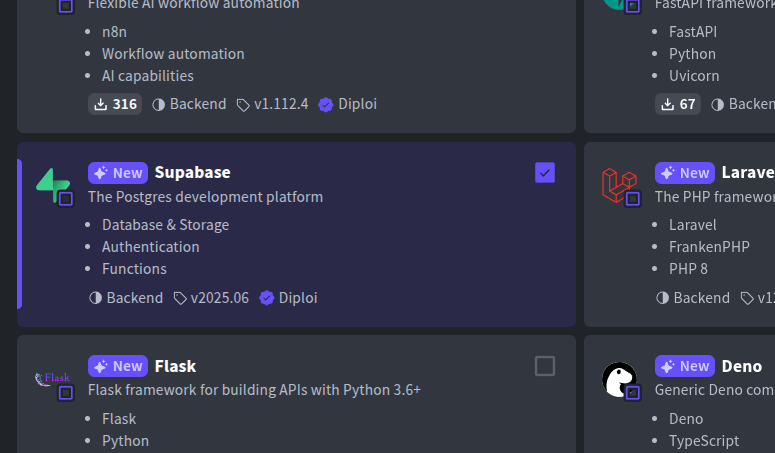 Flexible AI workflow automation
n8n
Workflow automation
AI capabilities
316 Backend v1.112.4 Diploi
FastAPI framework
FastAPI
Python
Uvicorn
67 Backen
New Supabase
The Postgres development platform
Database & Storage
Authentication
Functions
Backend v2025.06 Diploi
New Larave
The PHP framewor
Laravel
FrankenPHP
PHP 8
Backend v12
New Flask
Flask framework for building APIs with Python 3.6+
Flask
Python
Flask
New Deno
Generic Deno com
Deno
TypeScript